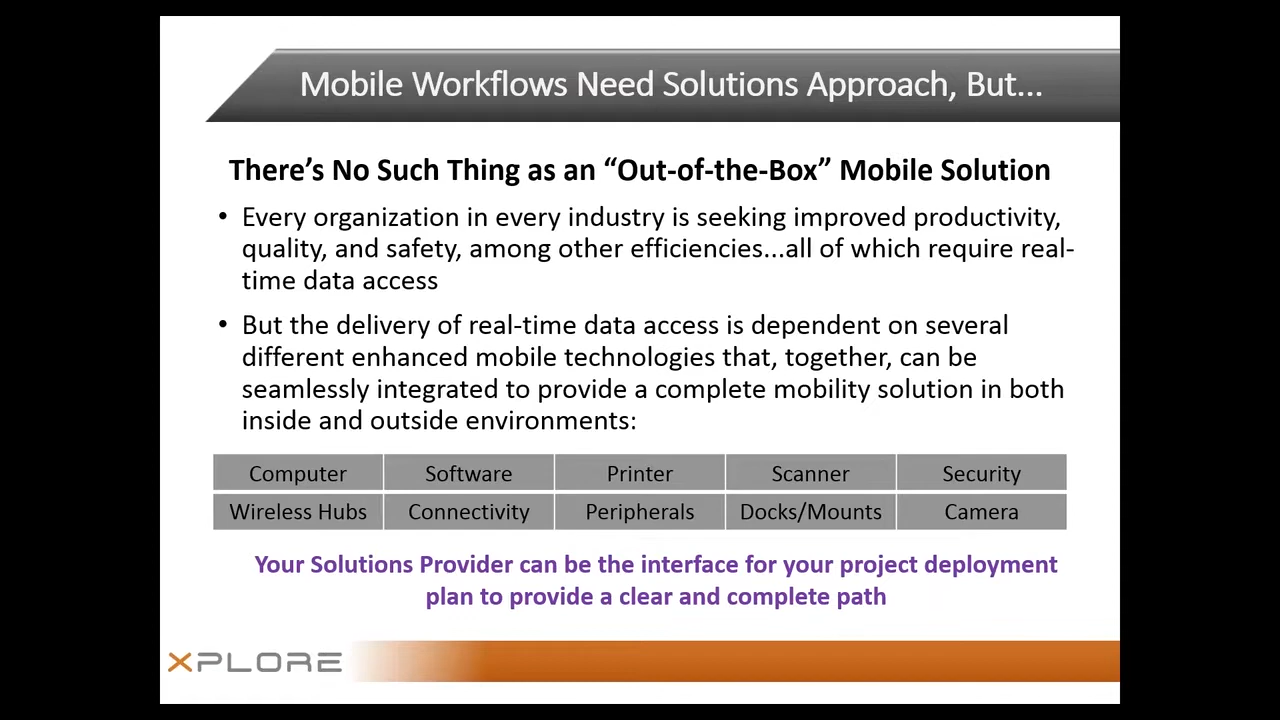 Mobile Workflows Need Solutions Approach, But...
There’s No Such Thing as an “Out-of-the-Box” Mobile Solution
• Every organization in every industry is seeking improved productivity,
quality, and safety, among other efficiencies...all of which require real-
time data access
• But the delivery of real-time data access is dependent on several
different enhanced mobile technologies that, together, can be
seamlessly integrated to provide a complete mobility solution in both
inside and outside environments:
Computer Software Printer Scanner Security
Wireless Hubs Connectivity Peripherals Docks/Mounts Camera
Your Solutions Provider can be the interface for your project deployment
plan to provide a clear and complete path
XPLORE